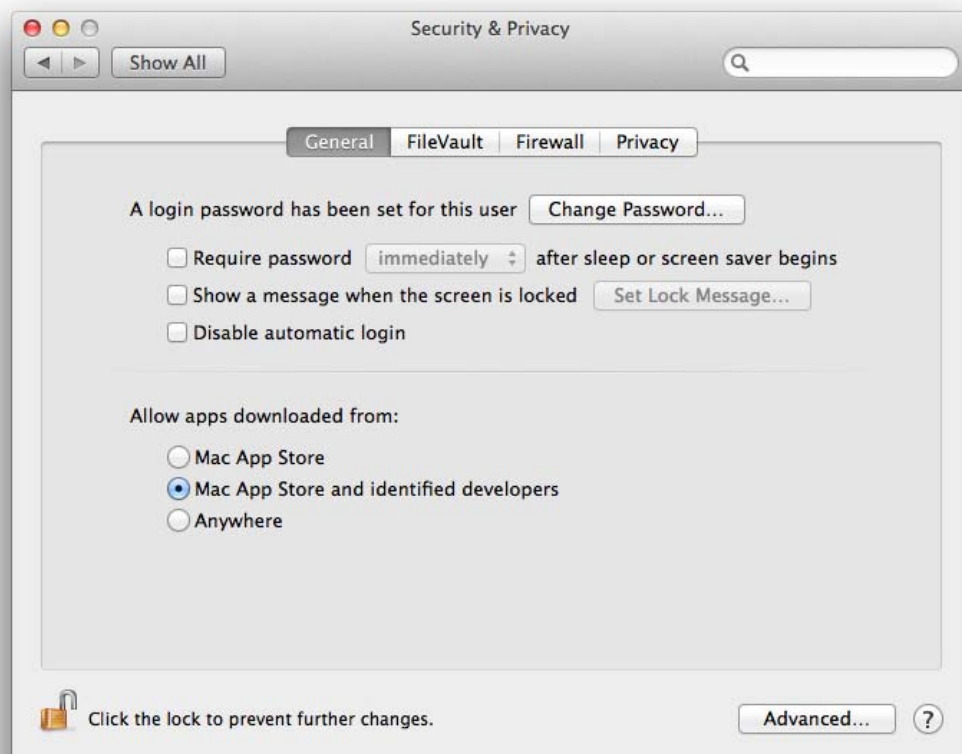 Security & Privacy
Show All
General FileVault Firewall Privacy
A login password has been set for this user Change Password...
Require password immediately after sleep or screen saver begins
Show a message when the screen is locked Set Lock Message...
Disable automatic login
Allow apps downloaded from:
Mac App Store
Mac App Store and identified developers
Anywhere
Click the lock to prevent further changes. Advanced... ?